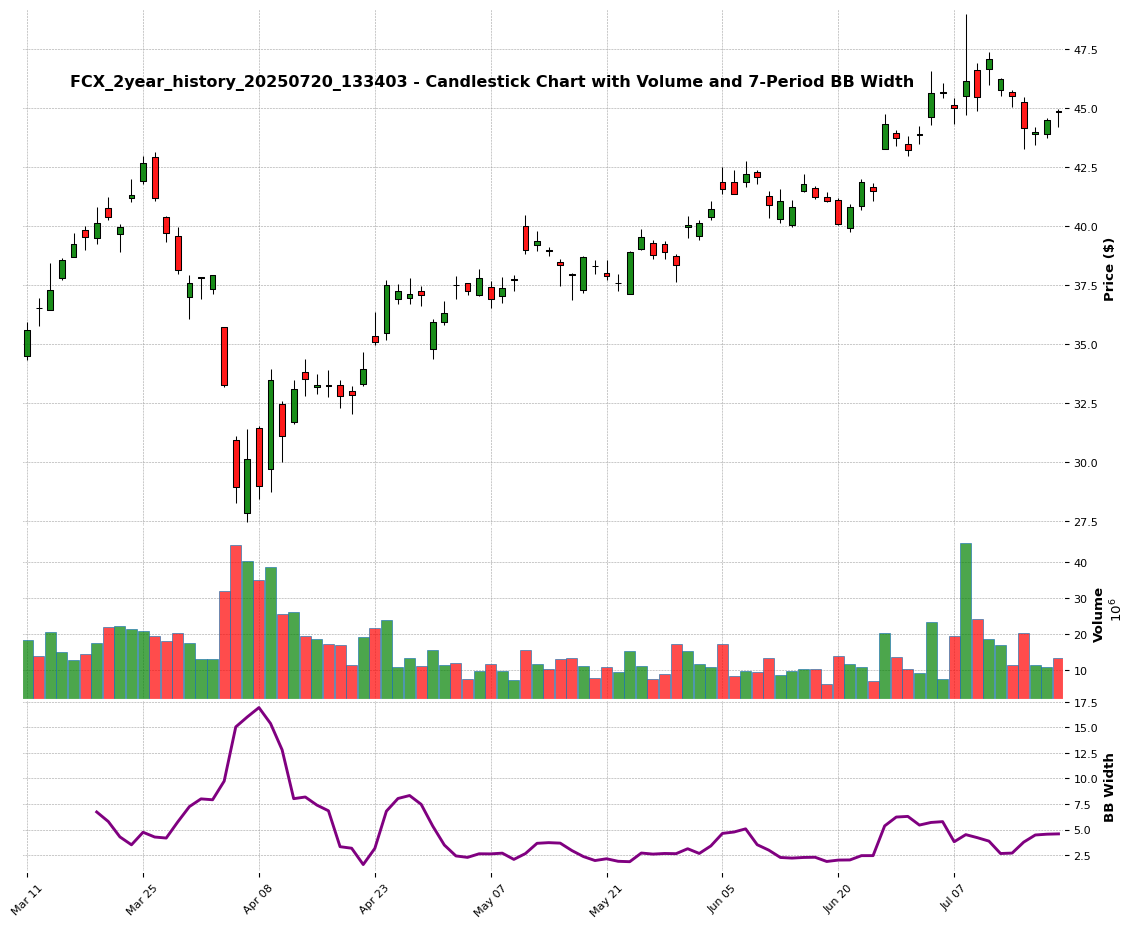 FCX_2year_history_20250720_133403 - Candlestick Chart with Volume and 7-Period BB Width
47.5
45.0
42.5
40.0
37.5
35.0
32.5
30.0
27.5
Price ($)
40
30
20
10
Volume
10^6
17.5
15.0
12.5
10.0
7.5
5.0
2.5
BB Width
Mar 11
Mar 25
Apr 08
Apr 23
May 07
May 21
Jun 05
Jun 20
Jul 07